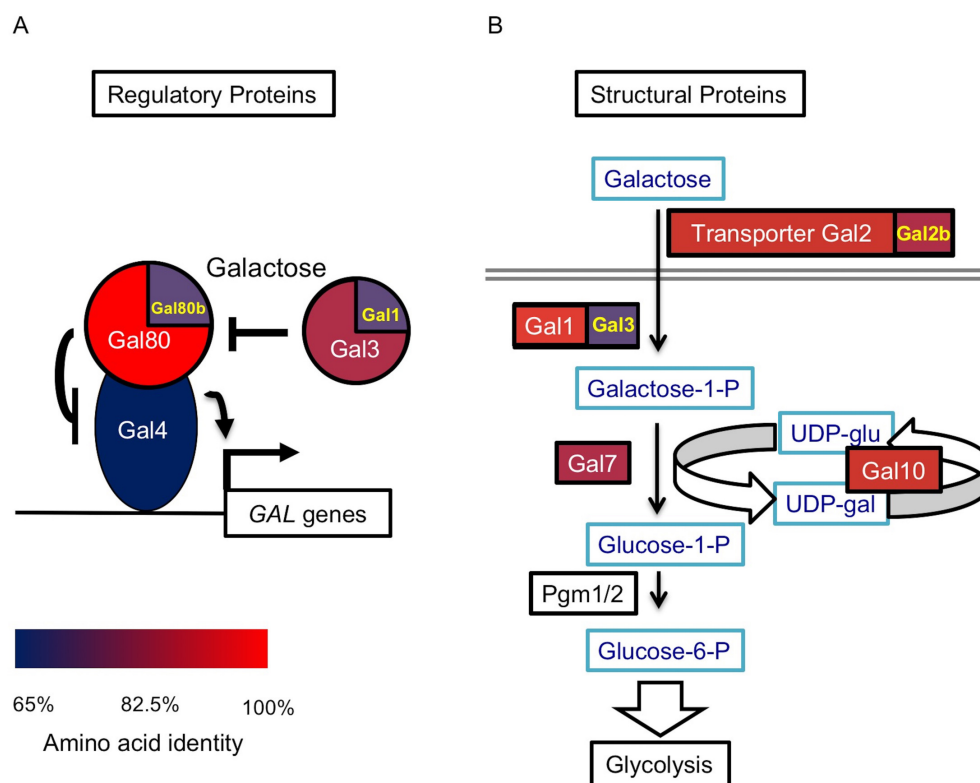 A
Regulatory Proteins
Galactose
Gal80b
Gal80
Gal1
Gal3
Gal4
GAL genes
65%
82.5%
100%
Amino acid identity
B
Structural Proteins
Galactose
Transporter Gal2
Gal2b
Gal1
Gal3
Galactose-1-P
UDP-glu
Gal7
Gal10
UDP-gal
Glucose-1-P
Pgm1/2
Glucose-6-P
Glycolysis